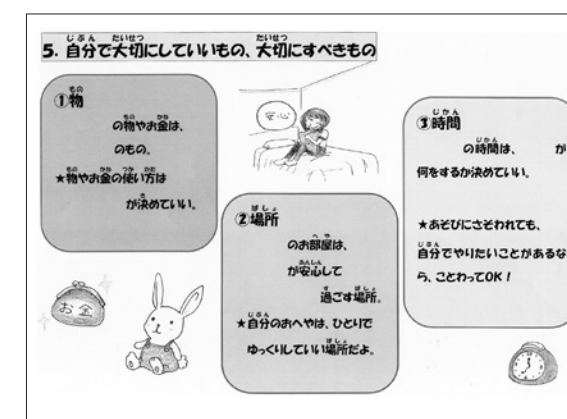 5. 自分で大切にしていいもの、大切にすべきもの
①物
の物やお金は、
のもの。
★物やお金の使い方は
が決めていい。
安心
②場所
のお部屋は、
が安心して
過ごす場所。
★自分のおへやは、ひとりで
ゆっくりしていい場所だよ。
③時間
の時間は、 が
何をするか決めていい。
★あそびにさそわれても、
自分でやりたいことがあるな
ら、ことわってOK！
お金